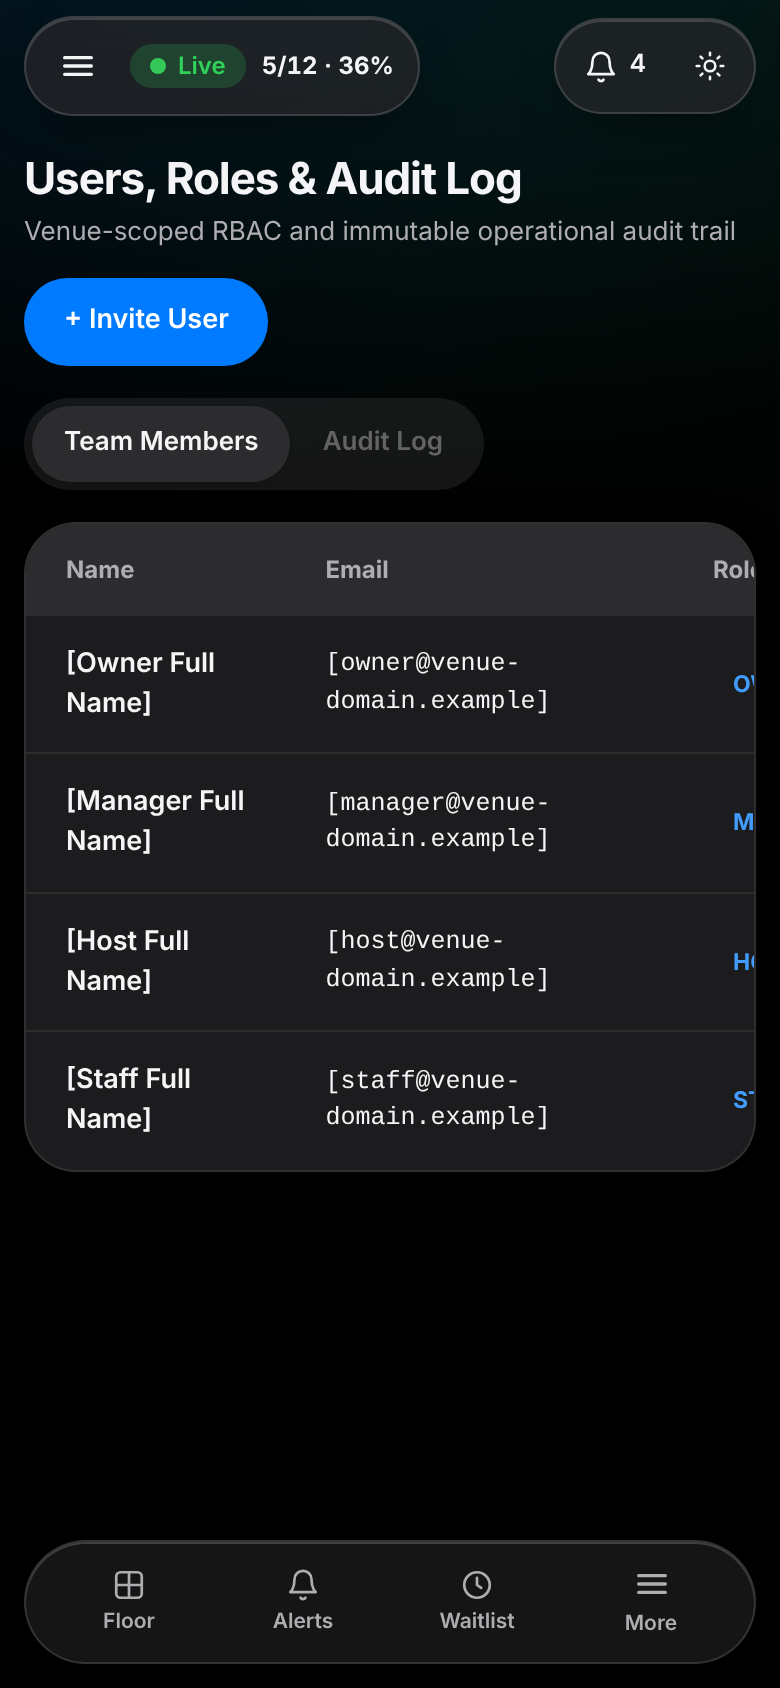 Live 5/12 · 36% 4
Users, Roles & Audit Log
Venue-scoped RBAC and immutable operational audit trail
+ Invite User
Team Members Audit Log
Name Email
[Owner Full
Name]
[owner@venue-
domain.example]
[Manager Full
Name]
[manager@venue-
domain.example]
[Host Full
Name]
[host@venue-
domain.example]
[Staff Full
Name]
[staff@venue-
domain.example]
Floor Alerts Waitlist More